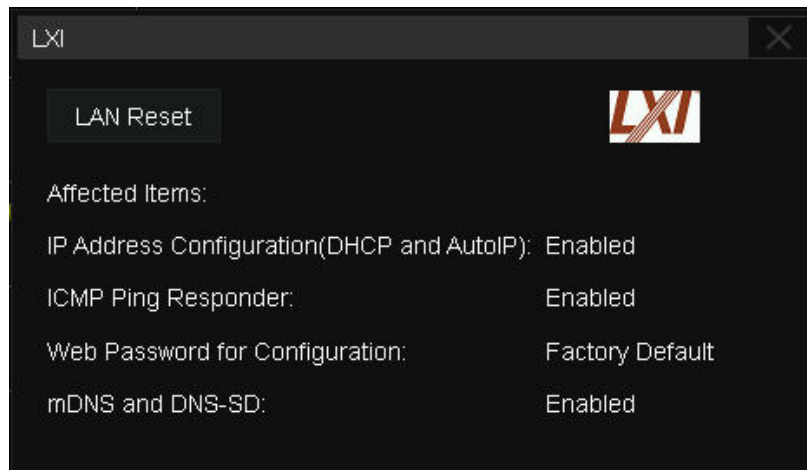 LXI
LAN Reset
LXI
Affected Items:
IP Address Configuration(DHCP and AutoIP): Enabled
ICMP Ping Responder: Enabled
Web Password for Configuration: Factory Default
mDNS and DNS-SD: Enabled